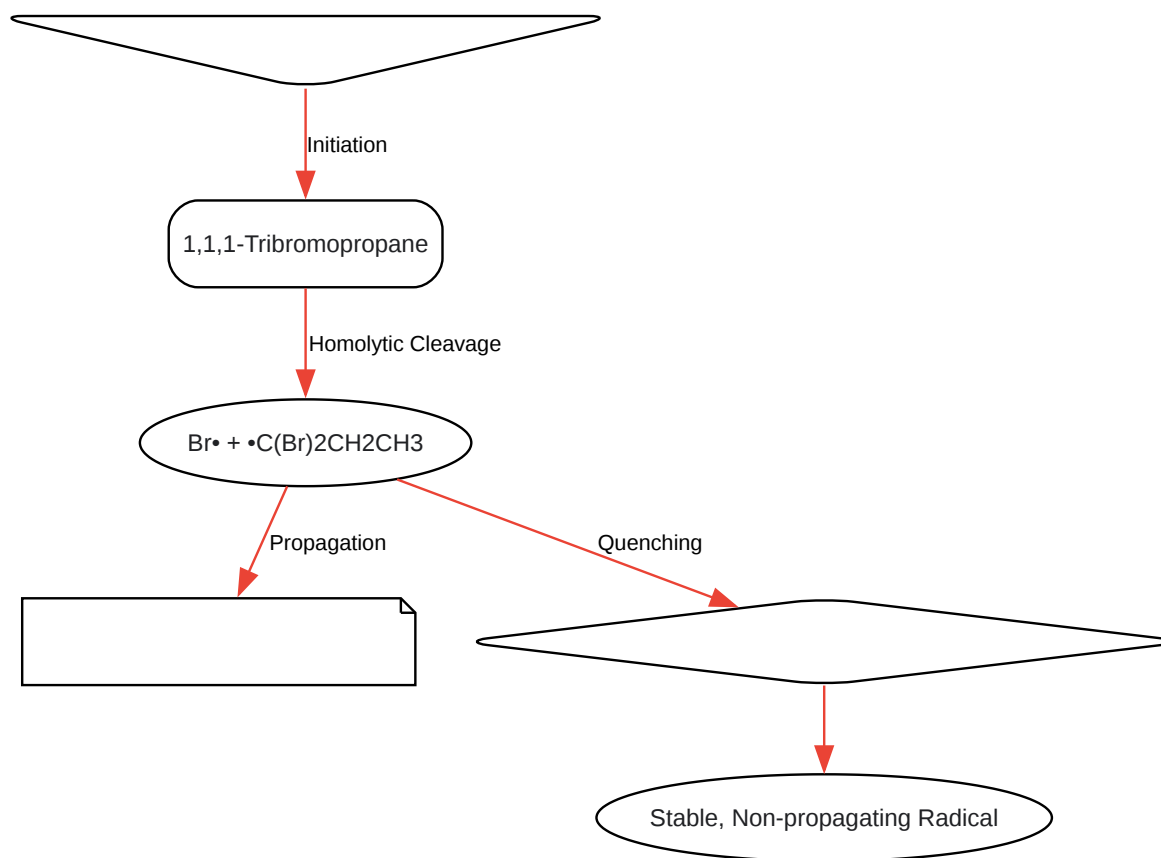 Initiation
1,1,1-Tribromopropane
Homolytic Cleavage
Br• + •C(Br)2CH2CH3
Propagation
Quenching
Stable, Non-propagating Radical